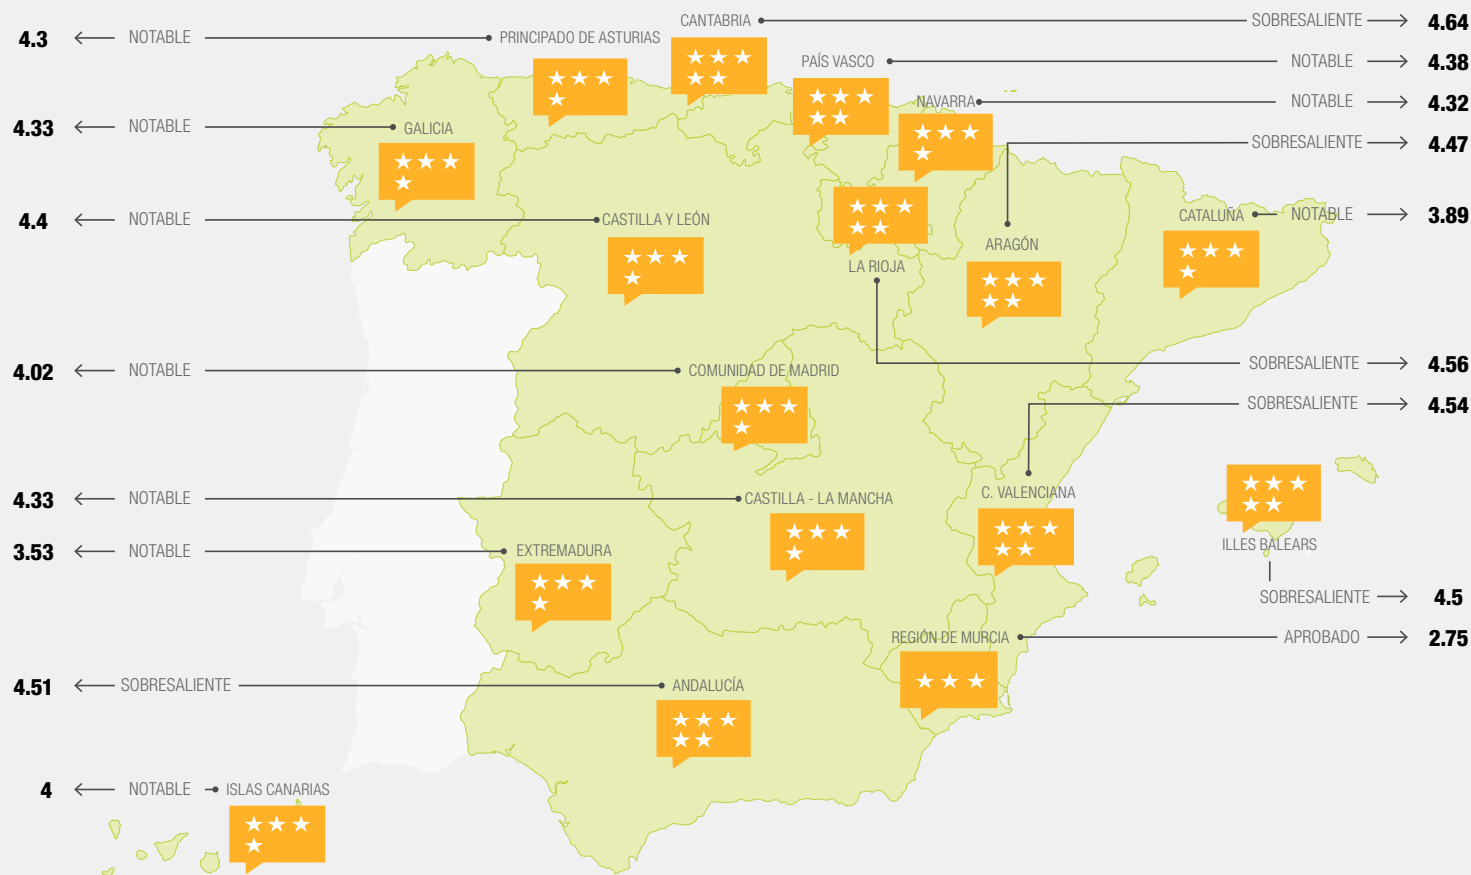 CANTABRIA SOBRESALIENTE 4.64
4.3 NOTABLE PRINCIPADO DE ASTURIAS
PAÍS VASCO NOTABLE 4.38
NAVARRA NOTABLE 4.32
4.33 NOTABLE GALICIA
SOBRESALIENTE 4.47
CATALUÑA NOTABLE 3.89
4.4 NOTABLE CASTILLA Y LEÓN
ARAGÓN
LA RIOJA
SOBRESALIENTE 4.56
4.02 NOTABLE COMUNIDAD DE MADRID
SOBRESALIENTE 4.54
C. VALENCIANA
4.33 NOTABLE CASTILLA - LA MANCHA
ILLES BALEARS
3.53 NOTABLE EXTREMADURA
SOBRESALIENTE 4.5
REGIÓN DE MURCIA APROBADO 2.75
4.51 SOBRESALIENTE ANDALUCÍA
4 NOTABLE ISLAS CANARIAS